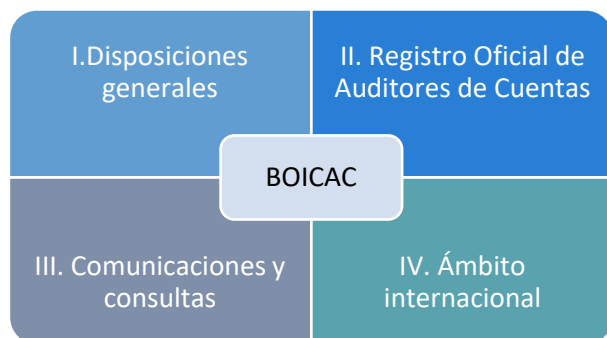 I.Disposiciones
generales
II. Registro Oficial de
Auditores de Cuentas
BOICAC
III. Comunicaciones y
consultas
IV. Ámbito
internacional